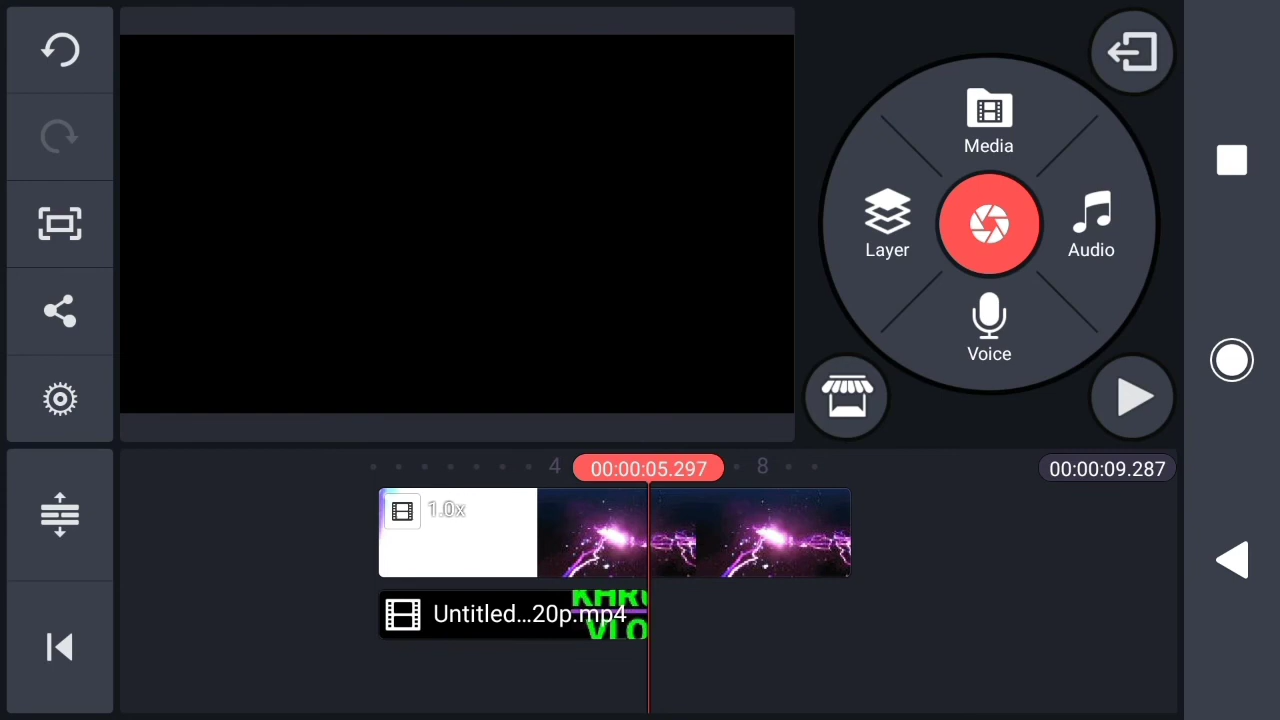 Media
Layer
Audio
Voice
4
00:00:05.297
8
00:00:09.287
1.0x
Untitled...20p.mp4
VLO